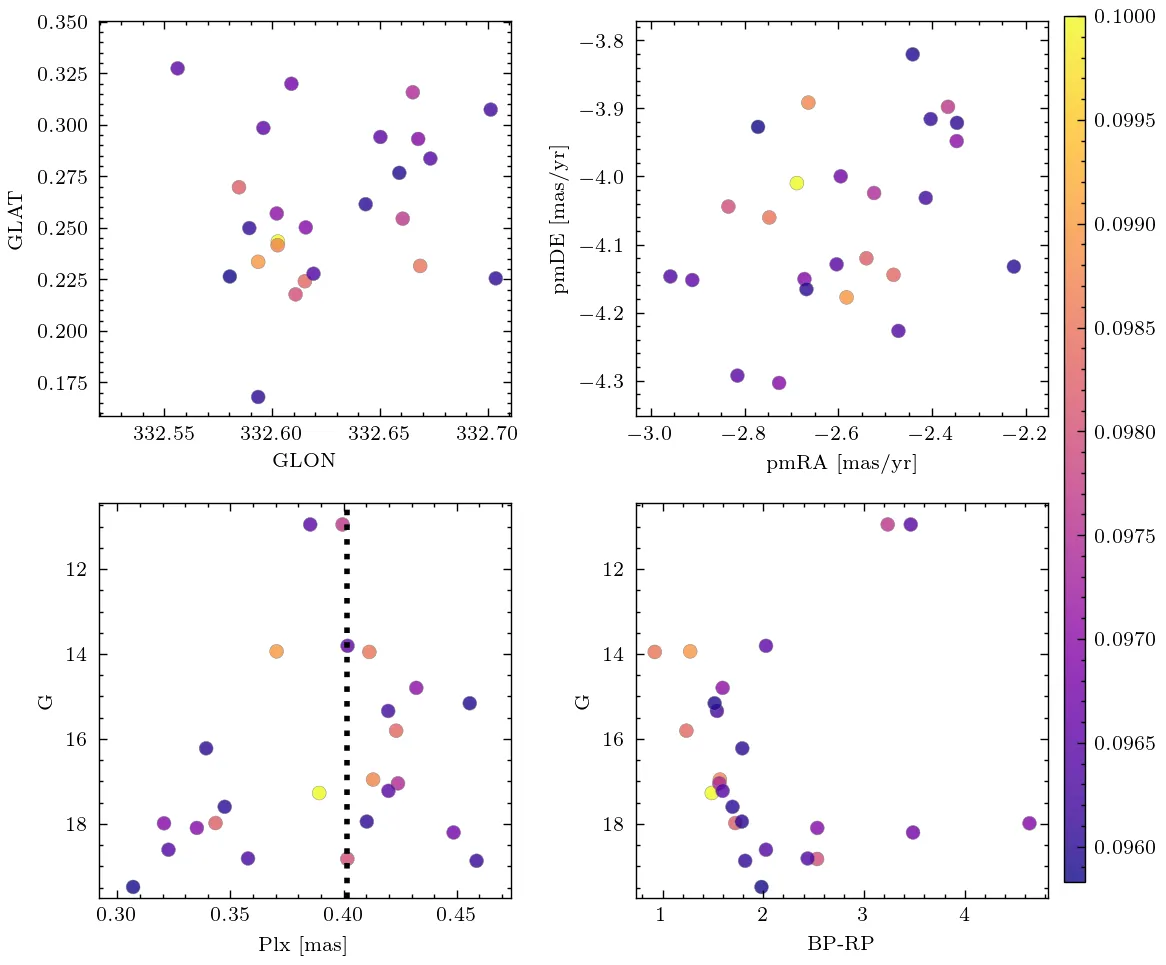 0.350
0.325
0.300
0.275
0.250
0.225
0.200
0.175
GLAT
332.55 332.60 332.65 332.70
GLON
−3.8
−3.9
−4.0
−4.1
−4.2
−4.3
pmDE [mas/yr]
−3.0 −2.8 −2.6 −2.4 −2.2
pmRA [mas/yr]
12
14
16
18
G
0.30 0.35 0.40 0.45
Plx [mas]
12
14
16
18
G
1 2 3 4
BP-RP
0.1000
0.0995
0.0990
0.0985
0.0980
0.0975
0.0970
0.0965
0.0960